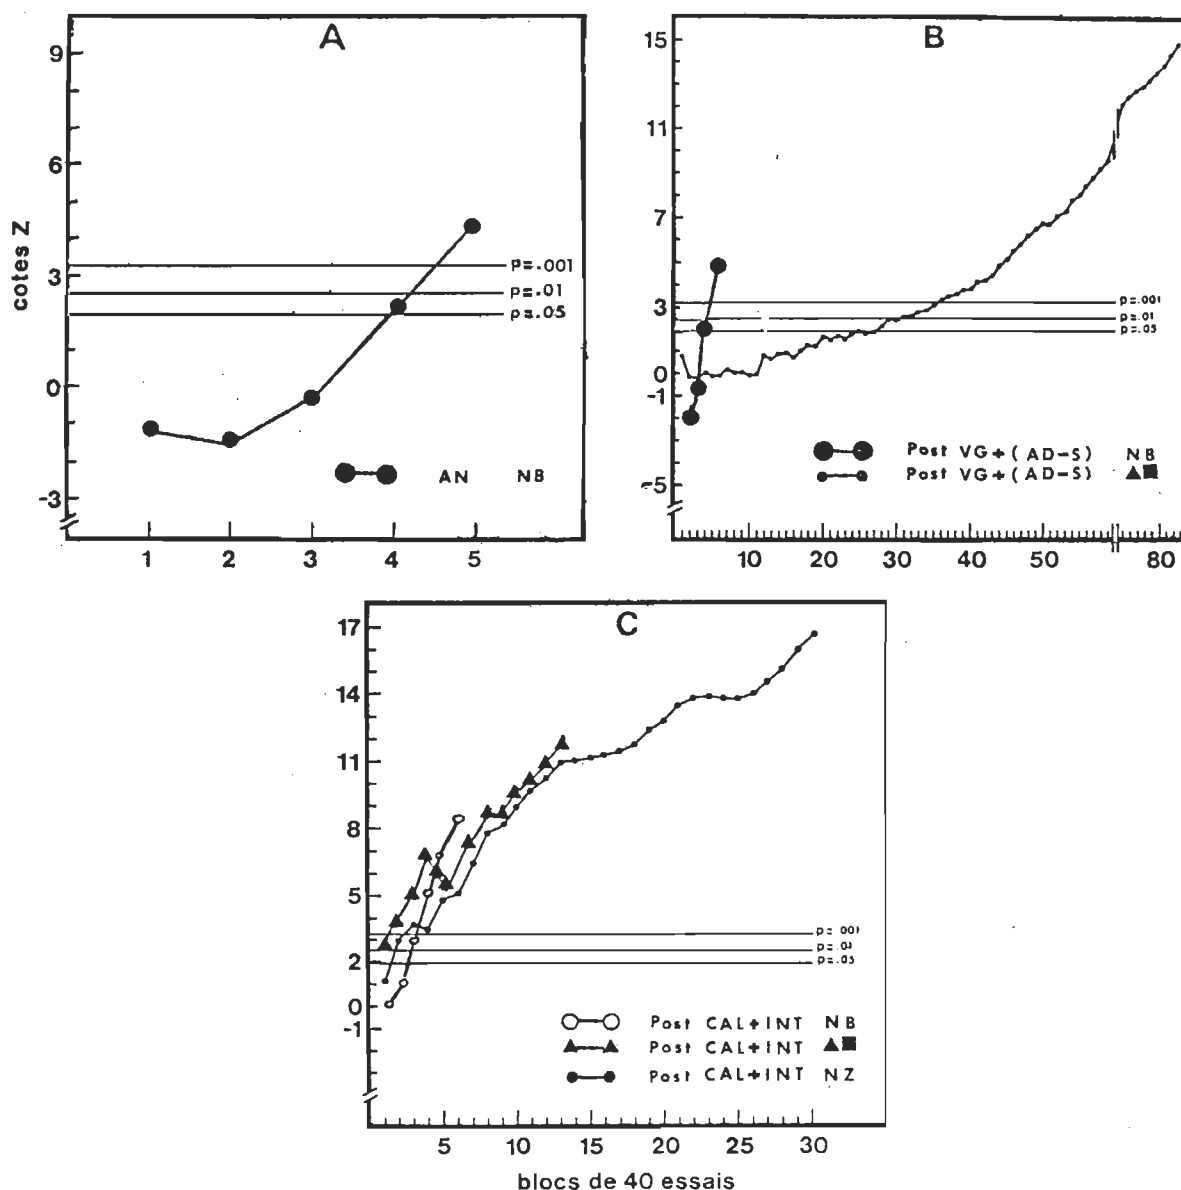 A
9
6
3
0
-3
cotes Z
p=.001
p=.01
p=.05
AN NB
1 2 3 4 5
B
15
11
7
3
0
-1
-5
p=.001
p=.01
p=.05
Post VG+(AD-S) NB
Post VG+(AD-S) ▲■
10 20 30 40 50 80
C
17
14
11
8
5
2
0
-1
p=.001
p=.01
p=.05
Post CAL+INT NB
Post CAL+INT ▲■
Post CAL+INT NZ
5 10 15 20 25 30
blocs de 40 essais